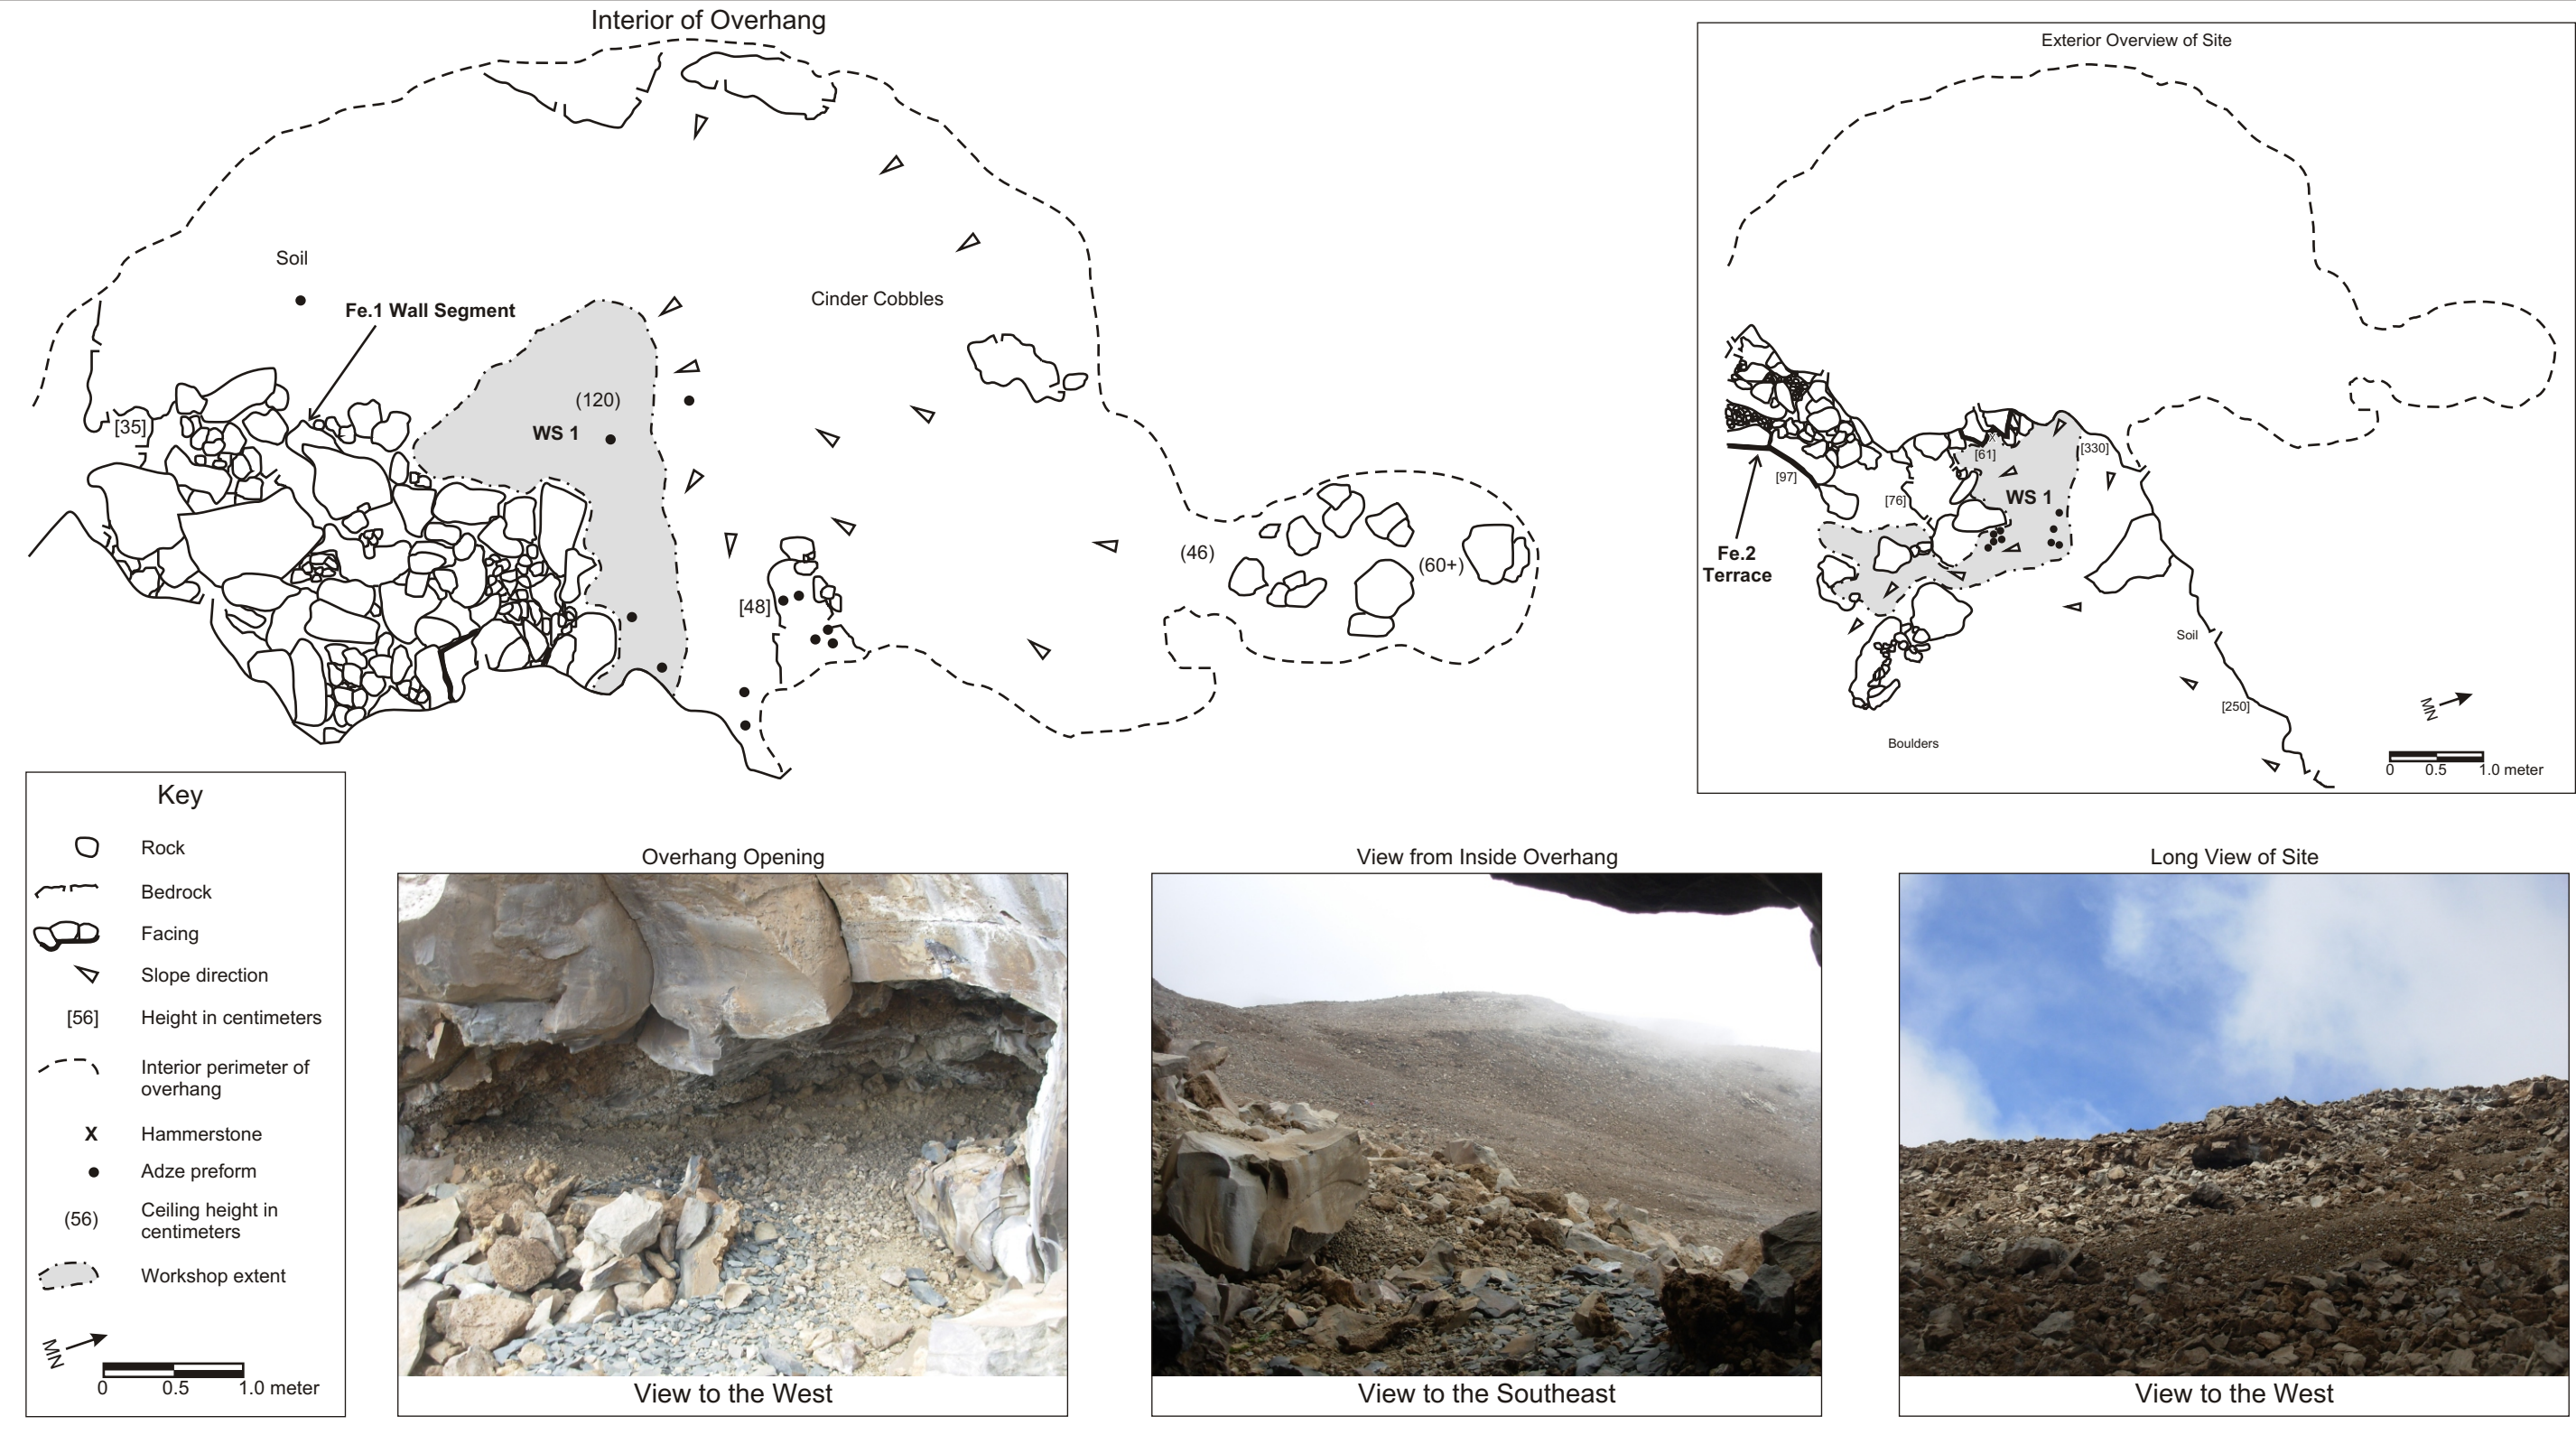 Interior of Overhang
Soil
Fe.1 Wall Segment
Cinder Cobbles
(120)
WS 1
[35]
(46)
(60+)
[48]
Exterior Overview of Site
[61]
[330]
[97]
[76]
WS 1
Fe.2
Terrace
Soil
[250]
MN
Boulders
0 0.5 1.0 meter
Key
Rock
Bedrock
Facing
Slope direction
[56] Height in centimeters
Interior perimeter of
overhang
X Hammerstone
Adze preform
(56) Ceiling height in
centimeters
Workshop extent
MN
0 0.5 1.0 meter
Overhang Opening
View to the West
View from Inside Overhang
View to the Southeast
Long View of Site
View to the West